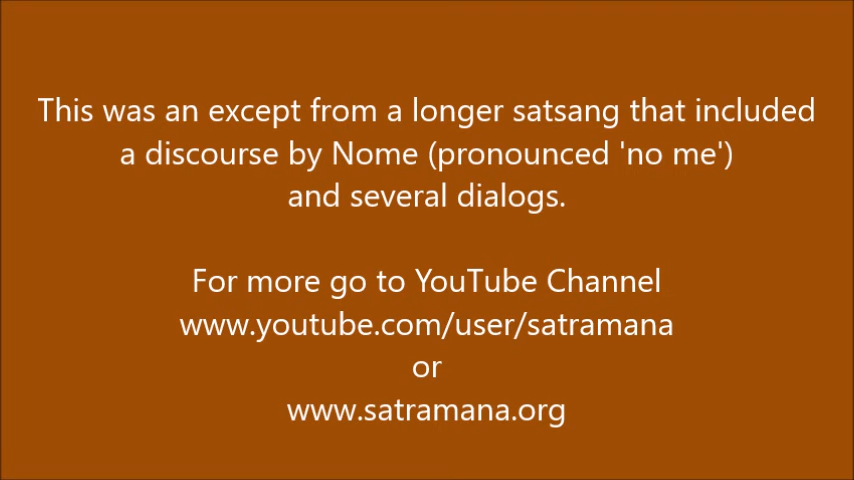 This was an except from a longer satsang that included
a discourse by Nome (pronounced 'no me')
and several dialogs.
For more go to YouTube Channel
www.youtube.com/user/satramana
or
www.satramana.org